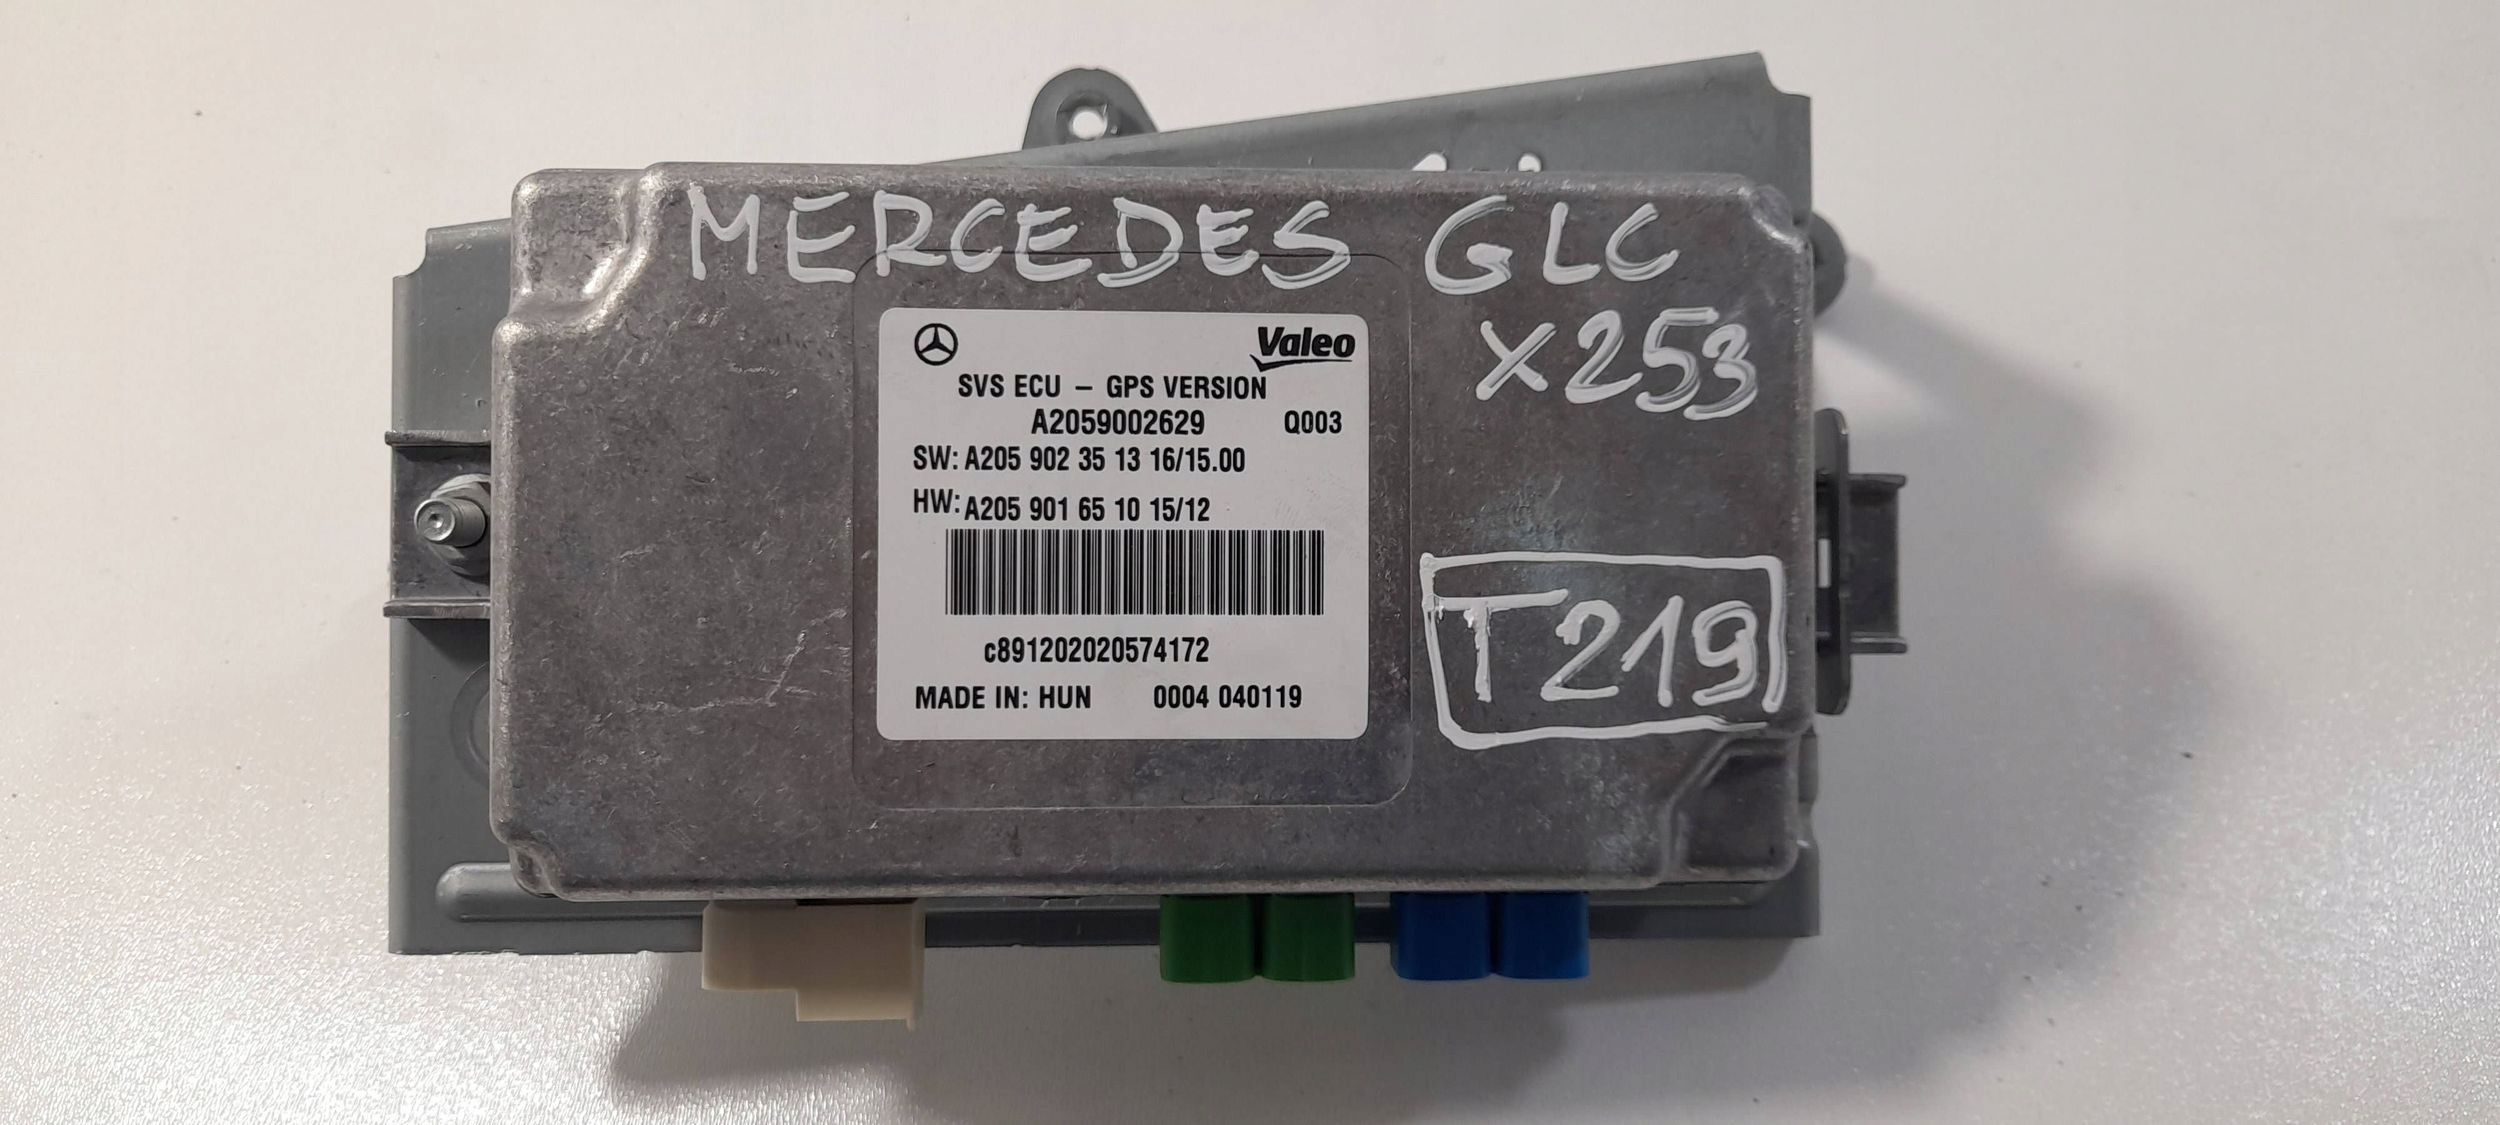 MERCEDES GLC
X253
Valeo
SVS ECU – GPS VERSION
A2059002629 Q003
SW: A205 902 35 13 16/15.00
HW: A205 901 65 10 15/12
c891202020574172
MADE IN: HUN 0004 040119
T219